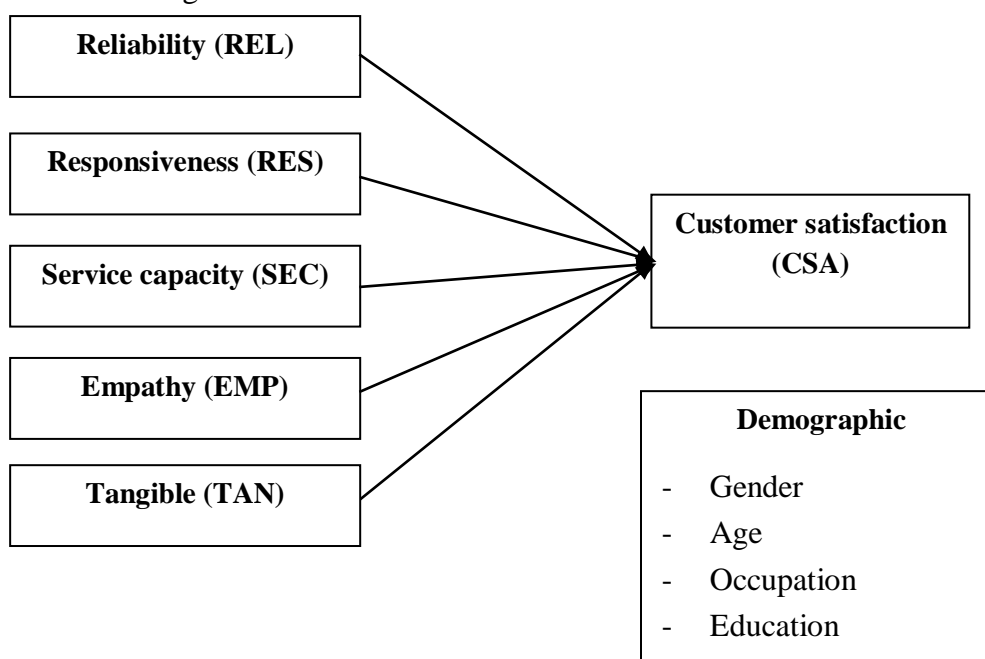 Reliability (REL)
Responsiveness (RES)
Service capacity (SEC)
Empathy (EMP)
Tangible (TAN)
Customer satisfaction
(CSA)
Demographic
- Gender
- Age
- Occupation
- Education